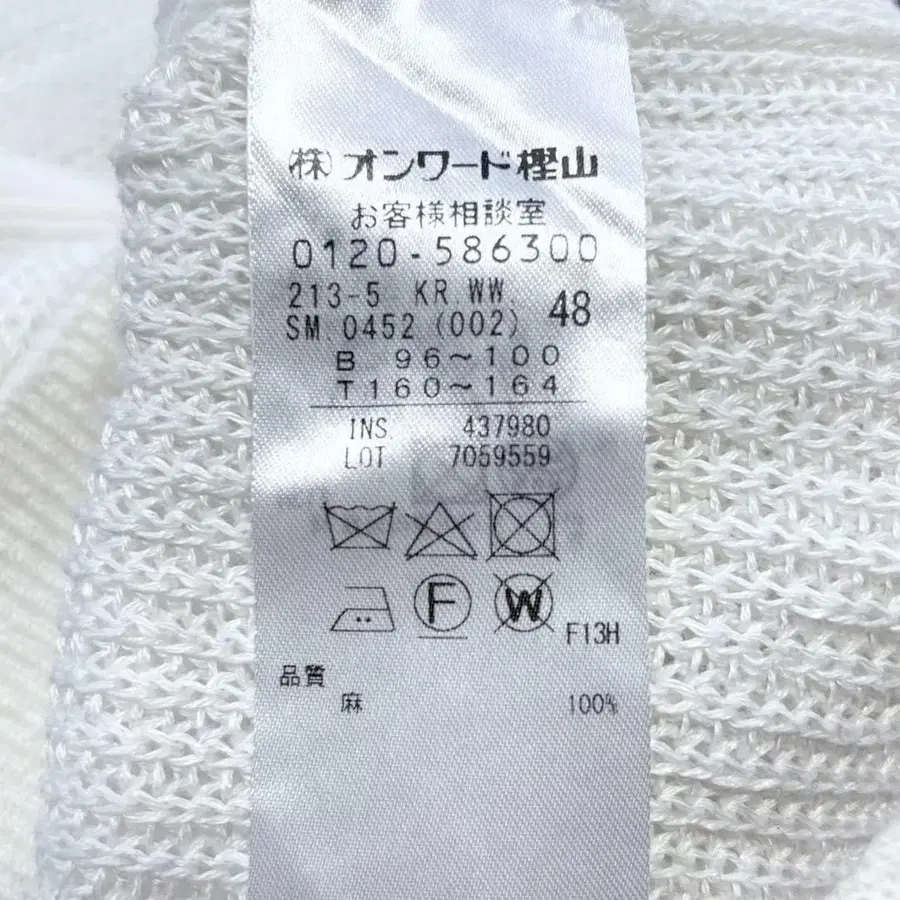 ㈱オンワード樫山
お客様相談室
0120-586300
213-5 KR.WW. 48
SM.0452 (002)
B 96~100
T160~164
INS. 437980
LOT 7059559
F W F13H
品質
麻 100%